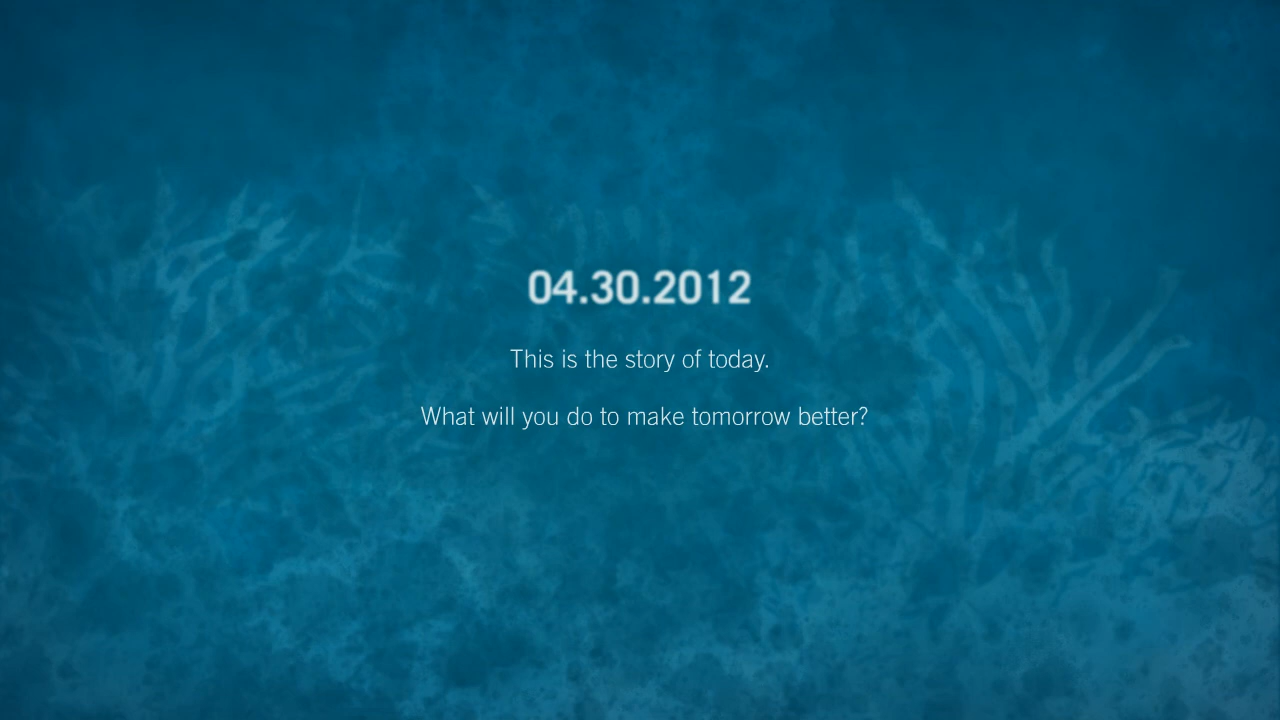 04.30.2012
This is the story of today.
What will you do to make tomorrow better?